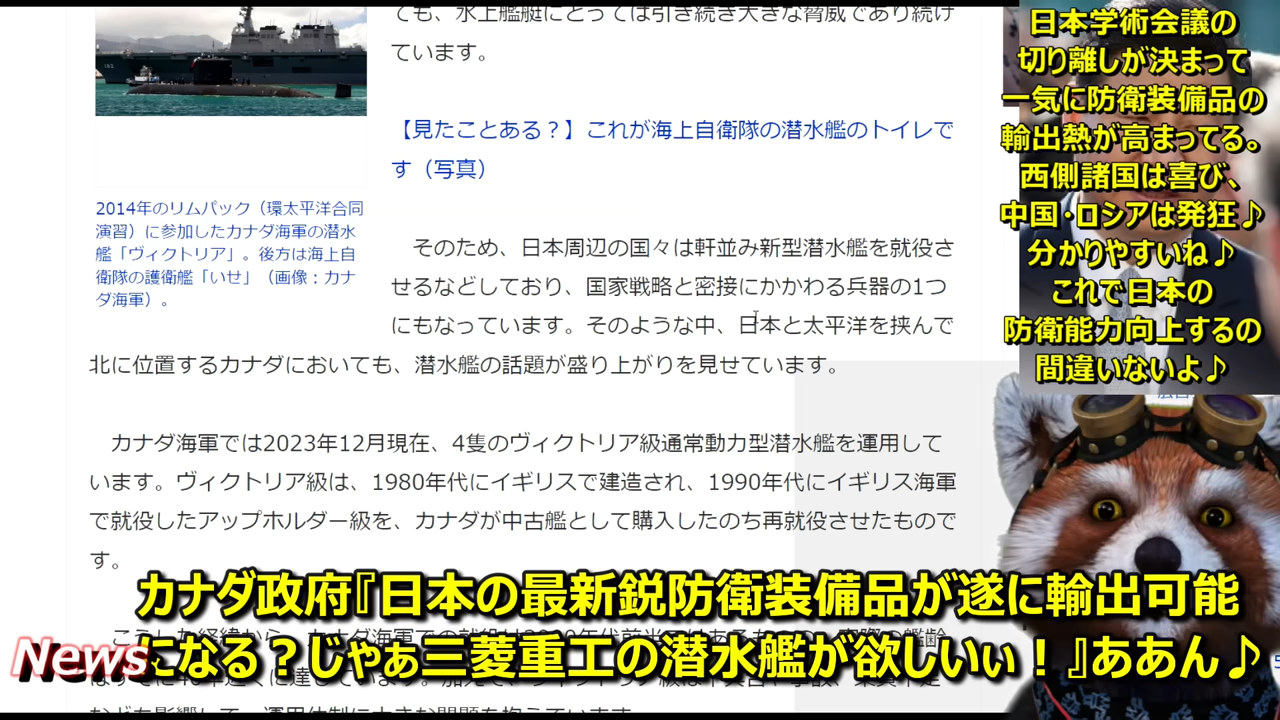 ても、水上艦艇にとっては引き続き大きな脅威であり続け
ています。
【見たことある？】これが海上自衛隊の潜水艦のトイレで
す（写真）
2014年のリムパック（環太平洋合同
演習）に参加したカナダ海軍の潜水
艦「ヴィクトリア」。後方は海上自
衛隊の護衛艦「いせ」（画像：カナ
ダ海軍）。
そのため、日本周辺の国々は軒並み新型潜水艦を就役さ
せるなどしており、国家戦略と密接にかかわる兵器の1つ
にもなっています。そのような中、日本と太平洋を挟んで
北に位置するカナダにおいても、潜水艦の話題が盛り上がりを見せています。
カナダ海軍では2023年12月現在、4隻のヴィクトリア級通常動力型潜水艦を運用して
います。ヴィクトリア級は、1980年代にイギリスで建造され、1990年代にイギリス海軍
で就役したアップホルダー級を、カナダが中古艦として購入したのち再就役させたもので
す。
日本学術会議の
切り離しが決まって
一気に防衛装備品の
輸出熱が高まってる。
西側諸国は喜び、
中国・ロシアは発狂♪
分かりやすいね♪
これで日本の
防衛能力向上するの
間違いないよ♪
カナダ政府『日本の最新鋭防衛装備品が遂に輸出可能
になる？じゃぁ三菱重工の潜水艦が欲しいぃ！』ああん♪
News